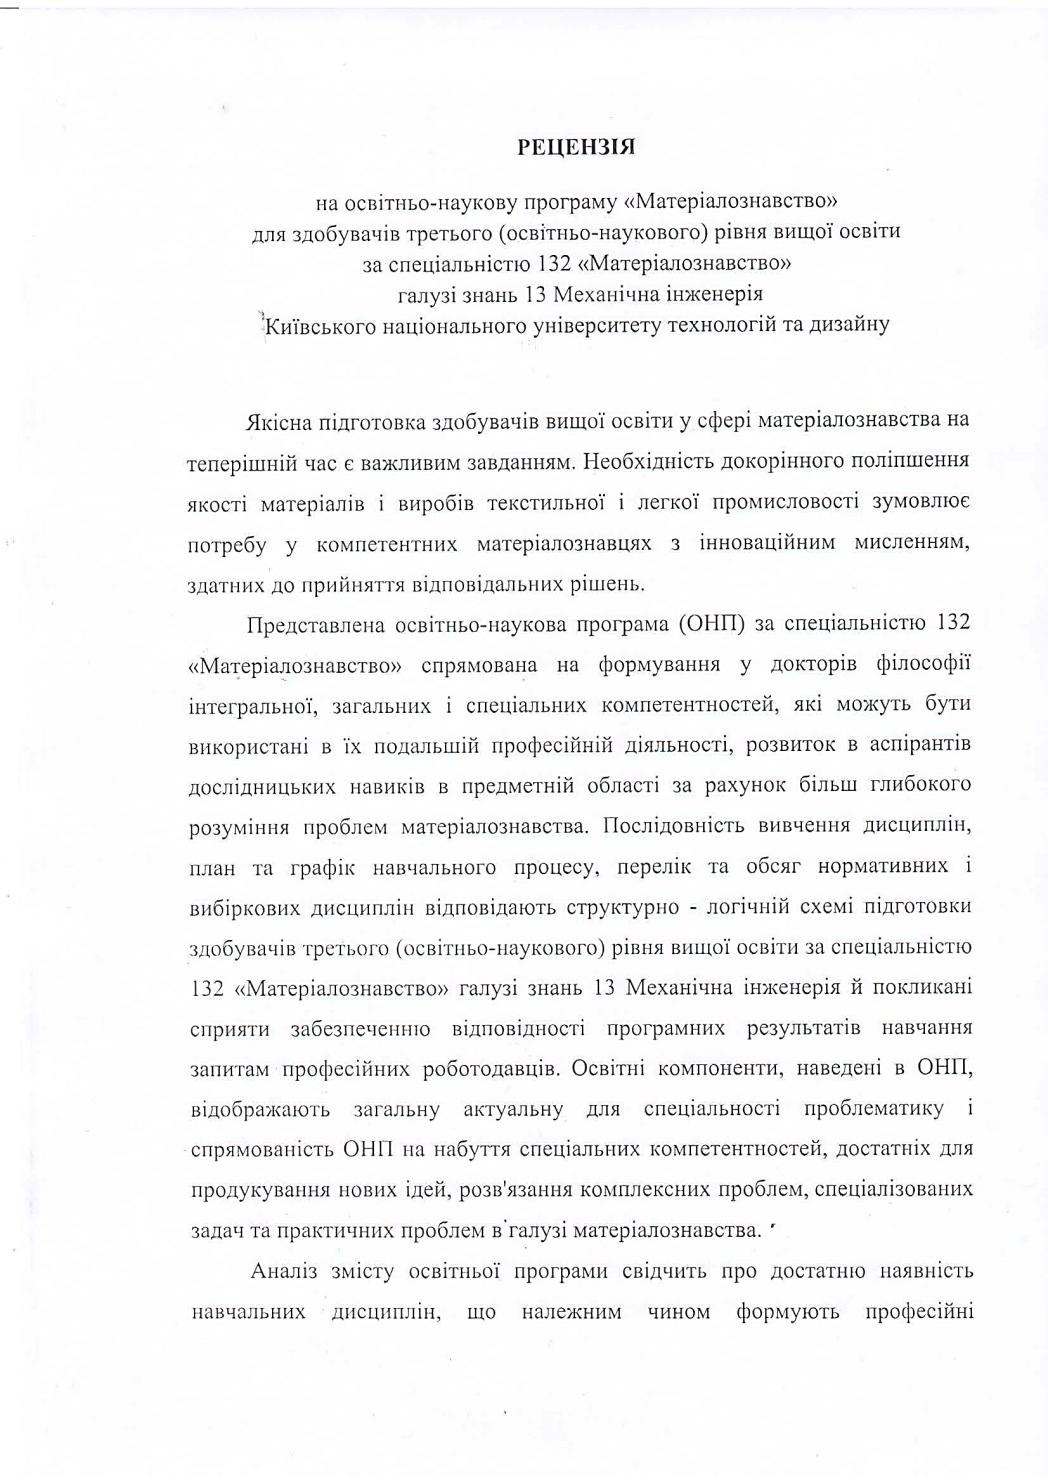 РЕЦЕНЗІЯ
на освітньо-наукову програму «Матеріалознавство»
для здобувачів третього (освітньо-наукового) рівня вищої освіти
за спеціальністю 132 «Матеріалознавство»
галузі знань 13 Механічна інженерія
Київського національного університету технологій та дизайну
Якісна підготовка здобувачів вищої освіти у сфері матеріалознавства на
теперішній час є важливим завданням. Необхідність докорінного поліпшення
якості матеріалів і виробів текстильної і легкої промисловості зумовлює
потребу у компетентних матеріалознавцях з інноваційним мисленням,
здатних до прийняття відповідальних рішень.
Представлена освітньо-наукова програма (ОНП) за спеціальністю 132
«Матеріалознавство» спрямована на формування у докторів філософії
інтегральної, загальних і спеціальних компетентностей, які можуть бути
використані в їх подальшій професійній діяльності, розвиток в аспірантів
дослідницьких навиків в предметній області за рахунок більш глибокого
розуміння проблем матеріалознавства. Послідовність вивчення дисциплін,
план та графік навчального процесу, перелік та обсяг нормативних і
вибіркових дисциплін відповідають структурно - логічній схемі підготовки
здобувачів третього (освітньо-наукового) рівня вищої освіти за спеціальністю
132 «Матеріалознавство» галузі знань 13 Механічна інженерія й покликані
сприяти забезпеченню відповідності програмних результатів навчання
запитам професійних роботодавців. Освітні компоненти, наведені в ОНП,
відображають загальну актуальну для спеціальності проблематику і
спрямованість ОНП на набуття спеціальних компетентностей, достатніх для
продукування нових ідей, розв'язання комплексних проблем, спеціалізованих
задач та практичних проблем в галузі матеріалознавства.
Аналіз змісту освітньої програми свідчить про достатню наявність
навчальних дисциплін, що належним чином формують професійні